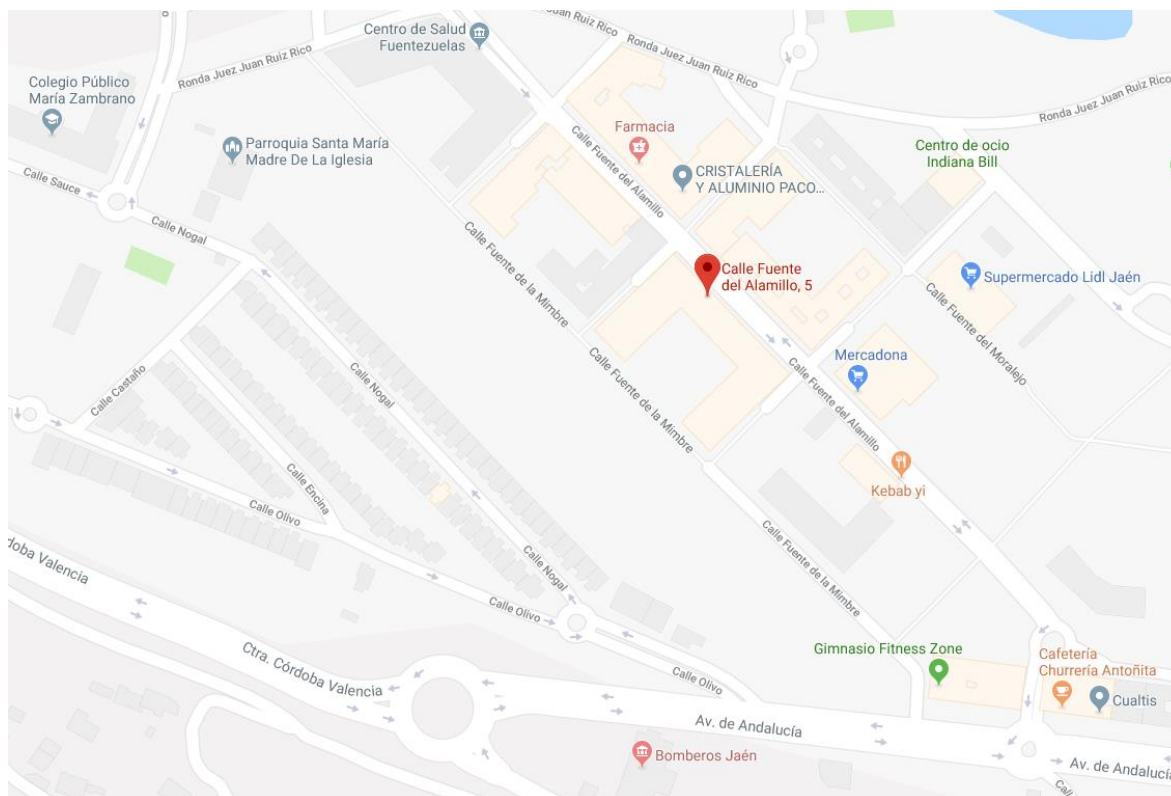 Centro de Salud
Fuentezuelas
Ronda Juez Juan Ruiz Rico
Ronda Juez Juan Ruiz Rico
Juan Ruiz Rico
Ronda Juez Juan Ruiz Rico
Colegio Público
María Zambrano
Parroquia Santa María
Madre De La Iglesia
Farmacia
Calle Fuente del Alamillo
CRISTALERÍA
Y ALUMINIO PACO...
Centro de ocio
Indiana Bill
Calle Sauce
Calle Nogal
Calle Fuente de la Mimbre
Calle Fuente
del Alamillo, 5
Supermercado Lidl Jaén
Calle Fuente del Moralejo
Mercadona
Calle Fuente del Alamillo
Calle Fuente de la Mimbre
Calle Nogal
Calle Castaño
Kebab yi
Calle Encina
Calle Olivo
Calle Nogal
Calle Fuente de la Mimbre
doba Valencia
Calle Olivo
Gimnasio Fitness Zone
Cafetería
Churrería Antoñita
Cualtis
Ctra. Córdoba Valencia
Calle Olivo
Av. de Andalucía
Bomberos Jaén
Av. de Andalucía